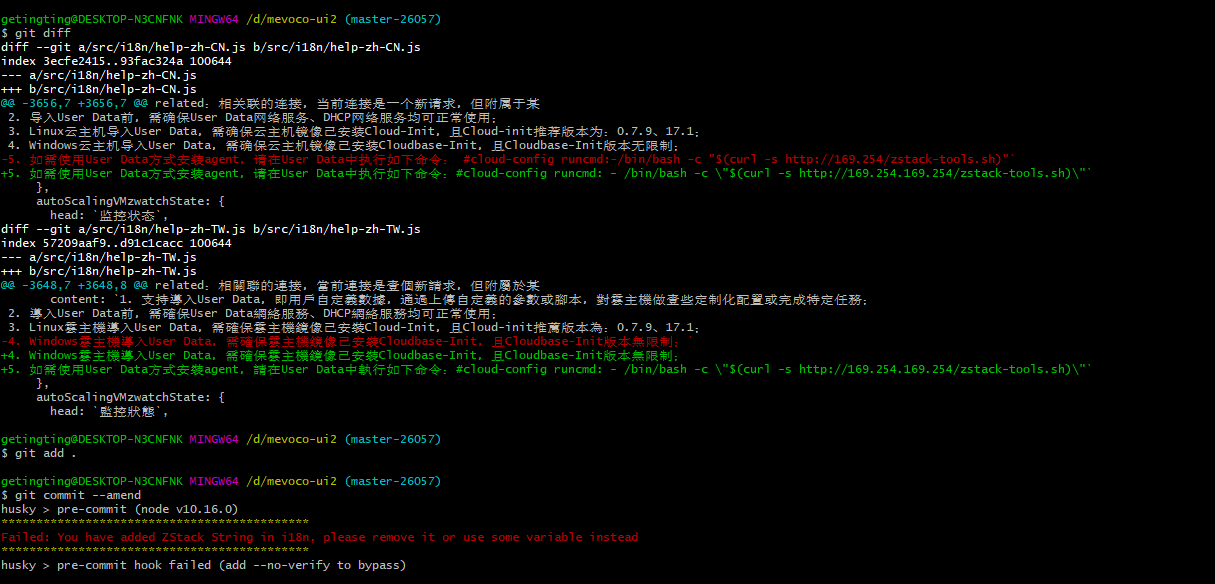 getingting@DESKTOP-N3CNFNK MINGW64 /d/mevoco-ui2 (master-26057)
$ git diff
diff --git a/src/i18n/help-zh-CN.js b/src/i18n/help-zh-CN.js
index 3ecfe2415..93fac324a 100644
--- a/src/i18n/help-zh-CN.js
+++ b/src/i18n/help-zh-CN.js
@@ -3656,7 +3656,7 @@ related: 相关联的连接，当前连接是一个新请求，但附属于某
 2. 导入User Data前，需确保User Data网络服务、DHCP网络服务均可正常使用；
 3. Linux云主机导入User Data，需确保云主机镜像已安装Cloud-Init，且Cloud-init推荐版本为：0.7.9、17.1；
 4. Windows云主机导入User Data，需确保云主机镜像已安装Cloudbase-Init，且Cloudbase-Init版本无限制；
-5. 如需使用User Data方式安装agent，请在User Data中执行如下命令： #cloud-config runcmd:-/bin/bash -c "$(curl -s http://169.254/zstack-tools.sh)"`
+5. 如需使用User Data方式安装agent，请在User Data中执行如下命令：#cloud-config runcmd: - /bin/bash -c \"$(curl -s http://169.254.169.254/zstack-tools.sh)\"`
     },
     autoScalingVMzwatchState: {
       head: `监控状态`,
diff --git a/src/i18n/help-zh-TW.js b/src/i18n/help-zh-TW.js
index 57209aaf9..d91c1cacc 100644
--- a/src/i18n/help-zh-TW.js
+++ b/src/i18n/help-zh-TW.js
@@ -3648,7 +3648,8 @@ related: 相關聯的連接，當前連接是壹個新請求，但附屬於某
       content: `1. 支持導入User Data，即用戶自定義數據，通過上傳自定義的參數或腳本，對雲主機做壹些定制化配置或完成特定任務；
 2. 導入User Data前，需確保User Data網絡服務、DHCP網絡服務均可正常使用；
 3. Linux雲主機導入User Data，需確保雲主機鏡像已安裝Cloud-Init，且Cloud-init推薦版本為：0.7.9、17.1；
-4. Windows雲主機導入User Data，需確保雲主機鏡像已安裝Cloudbase-Init，且Cloudbase-Init版本無限制；`
+4. Windows雲主機導入User Data，需確保雲主機鏡像已安裝Cloudbase-Init，且Cloudbase-Init版本無限制；
+5. 如需使用User Data方式安裝agent，請在User Data中執行如下命令：#cloud-config runcmd: - /bin/bash -c \"$(curl -s http://169.254.169.254/zstack-tools.sh)\"`
     },
     autoScalingVMzwatchState: {
       head: `監控狀態`,
getingting@DESKTOP-N3CNFNK MINGW64 /d/mevoco-ui2 (master-26057)
$ git add .
getingting@DESKTOP-N3CNFNK MINGW64 /d/mevoco-ui2 (master-26057)
$ git commit --amend
husky > pre-commit (node v10.16.0)
********************************************
Failed: You have added ZStack String in i18n, please remove it or use some variable instead
********************************************
husky > pre-commit hook failed (add --no-verify to bypass)